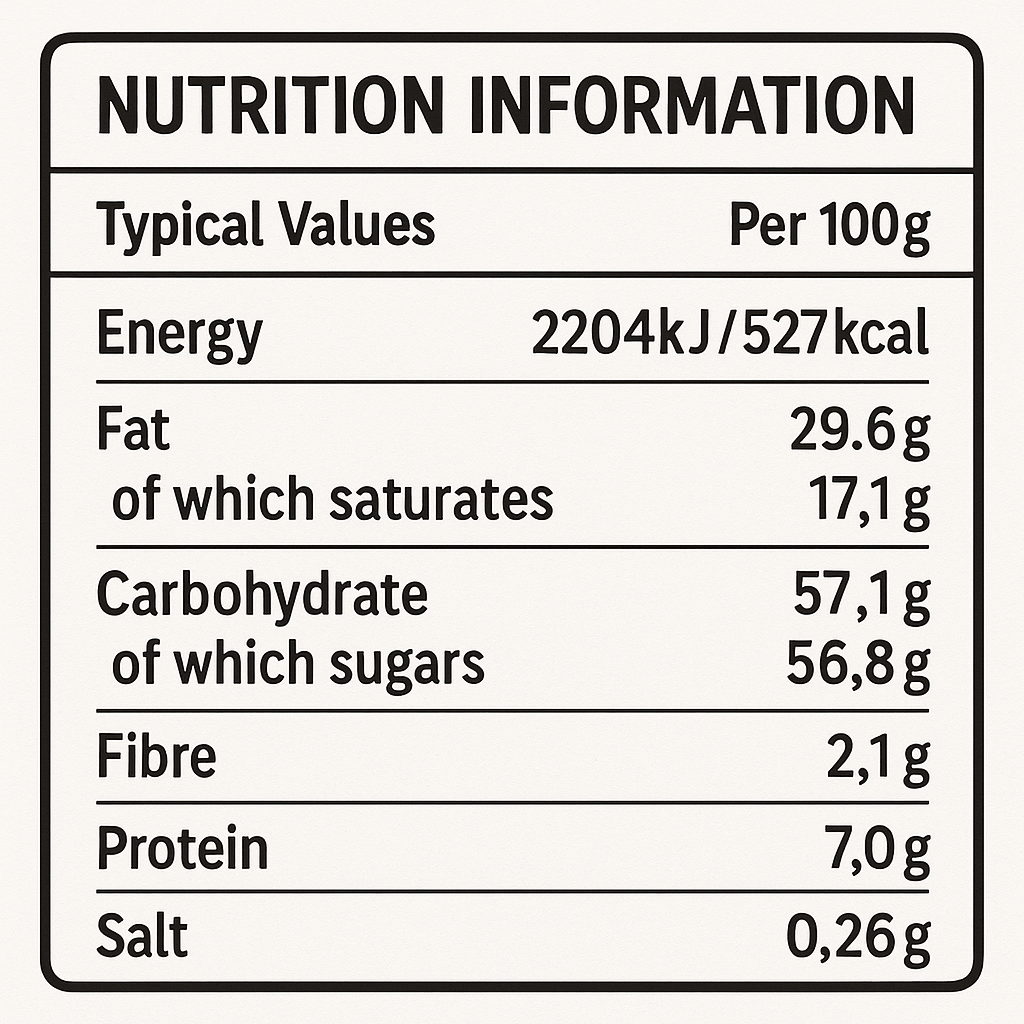 NUTRITION INFORMATION
Typical Values Per 100g
Energy 2204kJ/527kcal
Fat 29.6g
of which saturates 17,1g
Carbohydrate 57,1g
of which sugars 56,8g
Fibre 2,1g
Protein 7,0g
Salt 0,26g